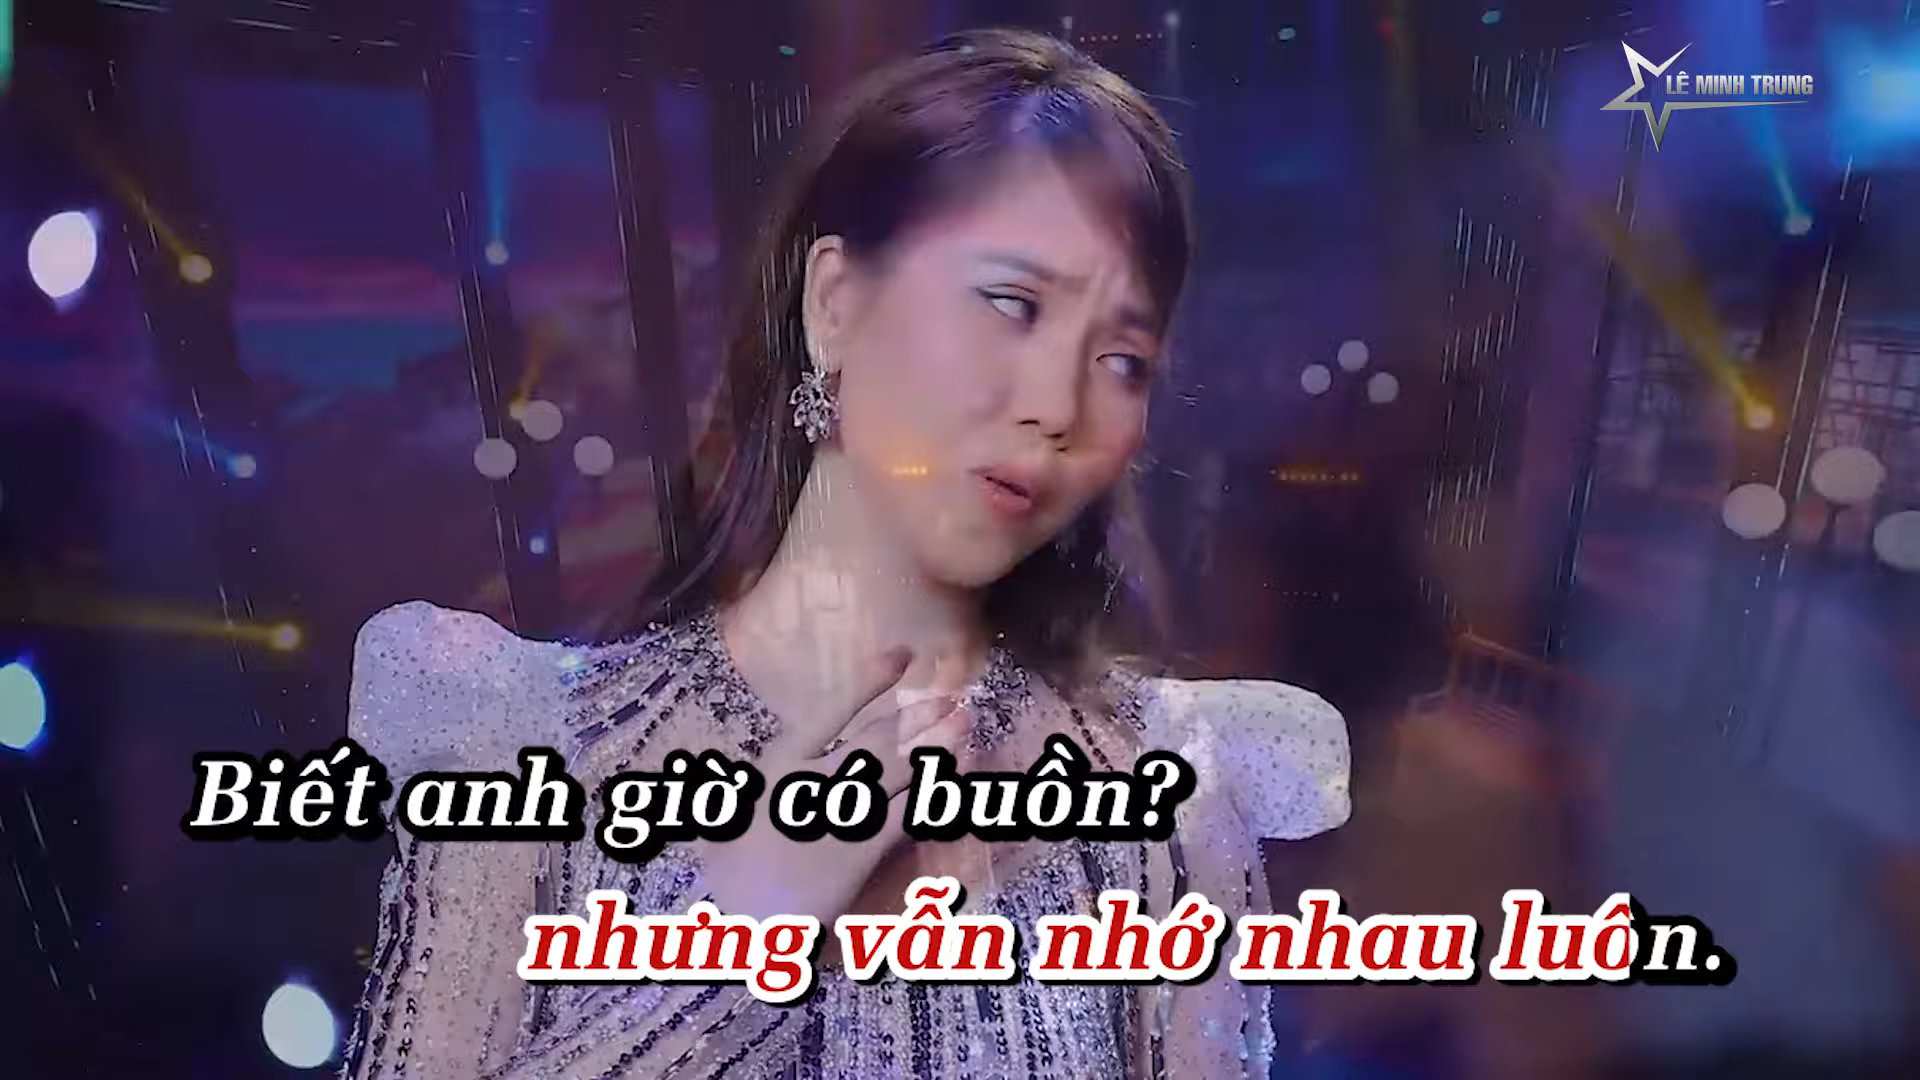 LÊ MINH TRUNG
Biết anh giờ có buồn?
nhưng vẫn nhớ nhau luôn.